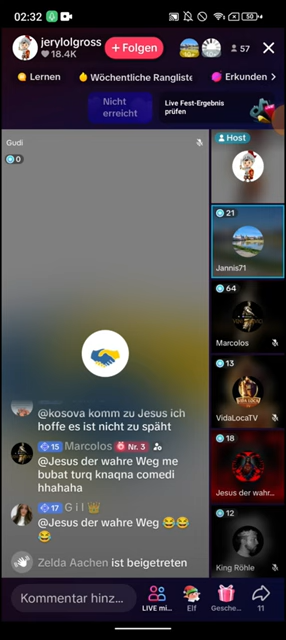 02:32
50
jerylolgross
18.4K
+ Folgen
57
Lernen
Wöchentliche Rangliste
Erkunden
Nicht
erreicht
Live Fest-Ergebnis
prüfen
Gudi
0
Host
21
Jannis71
64
Marcolos
13
VidaLocaTV
18
Jesus der wahr...
12
King Röhle
@kosova komm zu Jesus ich
hoffe es ist nicht zu späht
15 Marcolos Nr. 3
@Jesus der wahre Weg me
bubat turq knaqna comedi
hhahaha
17 G i l
@Jesus der wahre Weg 😂😂
😂
Zelda Aachen ist beigetreten
Kommentar hinz...
LIVE mi...
Elf
Gesche...
11